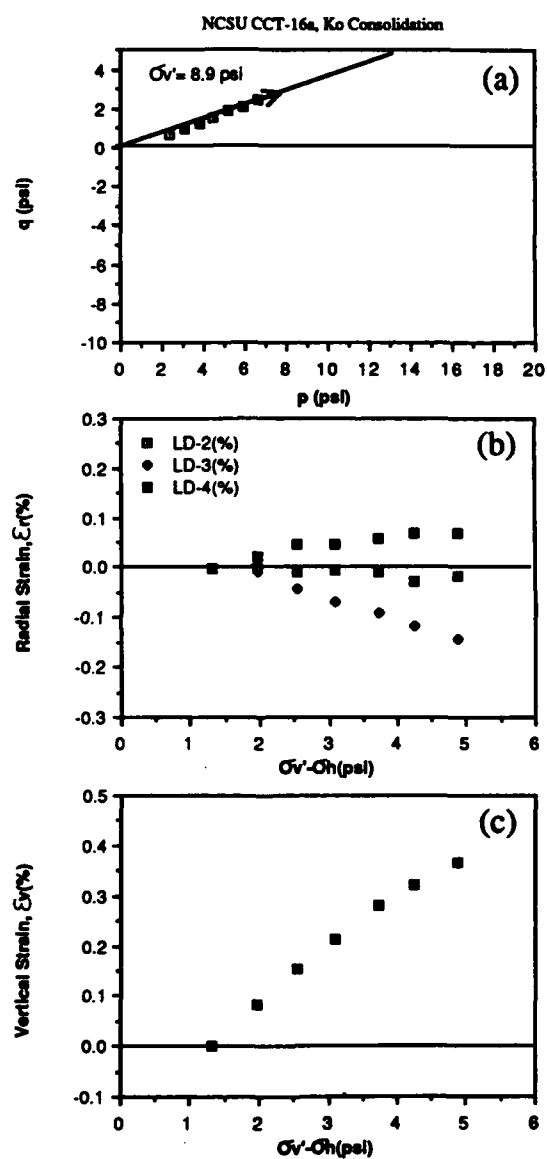 NCSU CCT-16a, Ko Consolidation
(a)
σv'= 8.9 psi
4
2
0
-2
-4
-6
-8
-10
q (psi)
0 2 4 6 8 10 12 14 16 18 20
p (psi)
(b)
LD-2(%)
LD-3(%)
LD-4(%)
0.3
0.2
0.1
0.0
-0.1
-0.2
-0.3
Radial Strain, Ɛr(%)
0 1 2 3 4 5 6
σv'-σh(psi)
(c)
0.5
0.4
0.3
0.2
0.1
0.0
-0.1
Vertical Strain, Ɛv(%)
0 1 2 3 4 5 6
σv'-σh(psi)